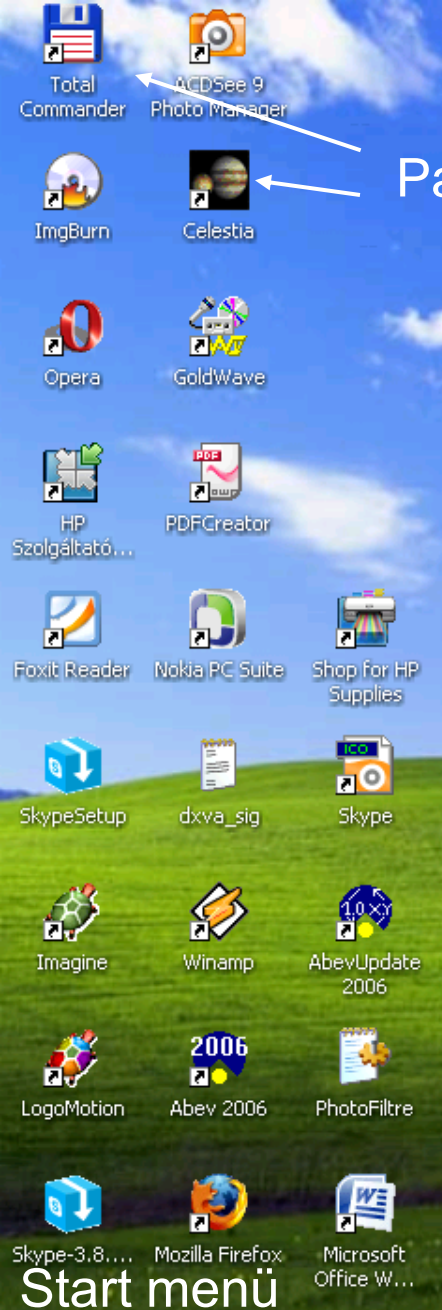 Total
Commander
ACDSee 9
Photo Manager
Pa
ImgBurn
Celestia
Opera
GoldWave
HP
Szolgáltató...
PDF
PDFCreator
Foxit Reader
Nokia PC Suite
Shop for HP
Supplies
SkypeSetup
dxva_sig
ICO
Skype
Imagine
Winamp
1.0 x,y
AbevUpdate
2006
LogoMotion
2006
Abev 2006
PhotoFiltre
Skype-3.8....
Mozilla Firefox
W
Microsoft
Office W...
Start menü